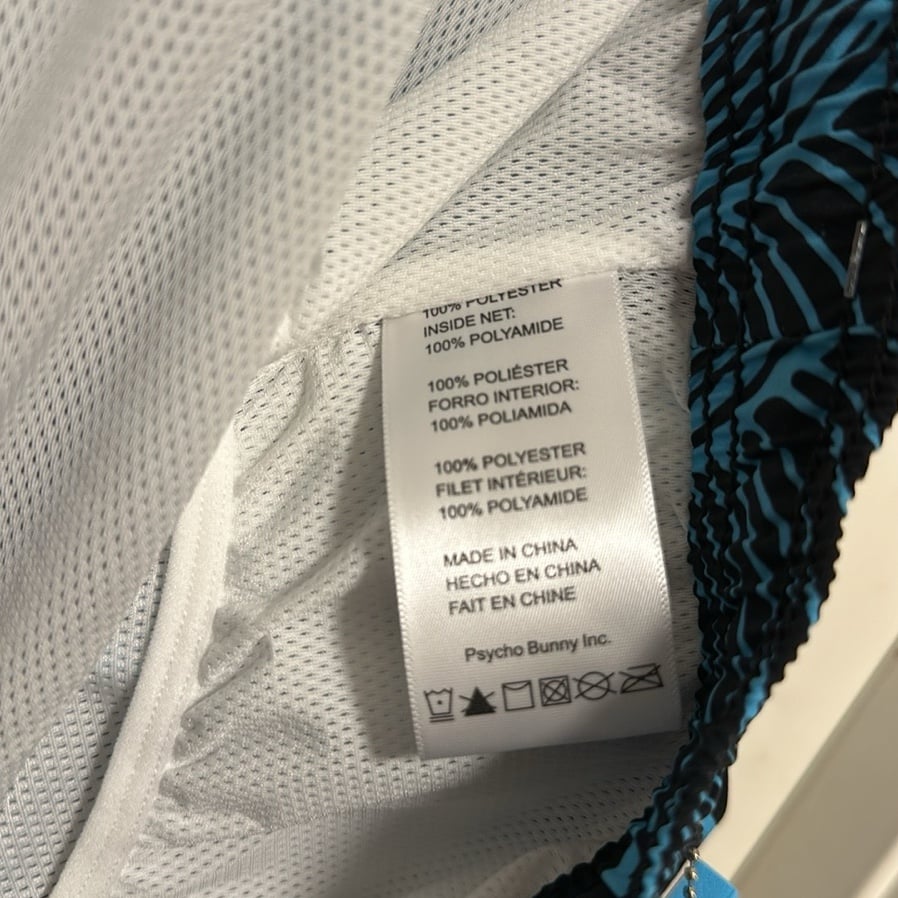 100% POLYESTER
INSIDE NET:
100% POLYAMIDE
100% POLIÉSTER
FORRO INTERIOR:
100% POLIAMIDA
100% POLYESTER
FILET INTÉRIEUR:
100% POLYAMIDE
MADE IN CHINA
HECHO EN CHINA
FAIT EN CHINE
Psycho Bunny Inc.